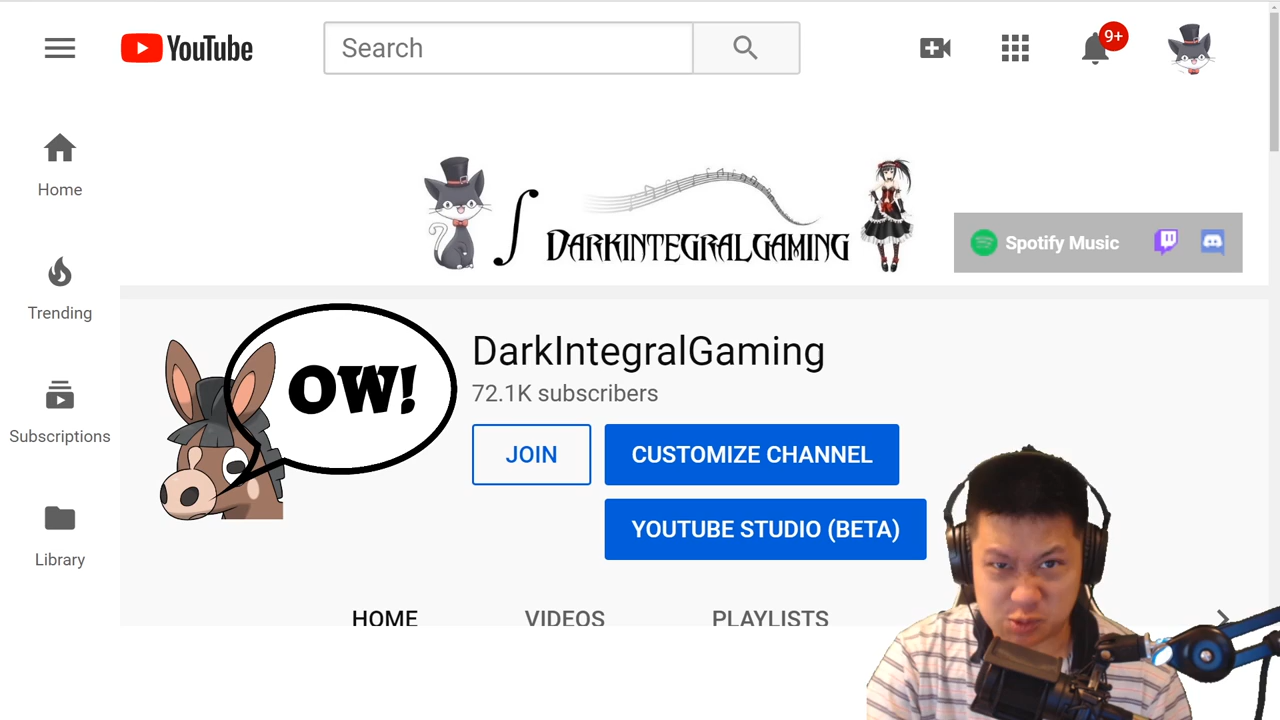 YouTube
Search
9+
Home
DARKINTEGRALGAMING
Spotify Music
Trending
OW!
DarkIntegralGaming
72.1K subscribers
Subscriptions
JOIN
CUSTOMIZE CHANNEL
YOUTUBE STUDIO (BETA)
Library
HOME
VIDEOS
PLAYLISTS